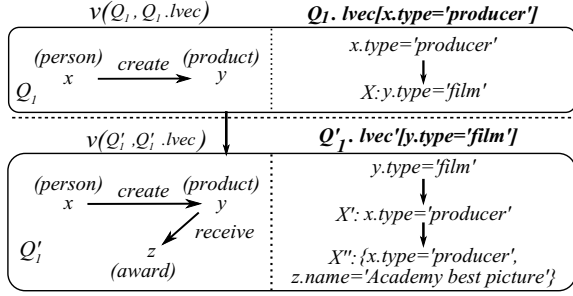 v(Q₁, Q₁.lvec) Q₁. lvec[x.type='producer']
(person) (product)
x create y
Q₁
x.type='producer'
X:y.type='film'
v(Q'₁,Q'₁.lvec) Q'₁. lvec'[y.type='film']
(person) (product)
x create y
receive
z
(award)
Q'₁
y.type='film'
X':x.type='producer'
X'':{x.type='producer',
z.name='Academy best picture'}